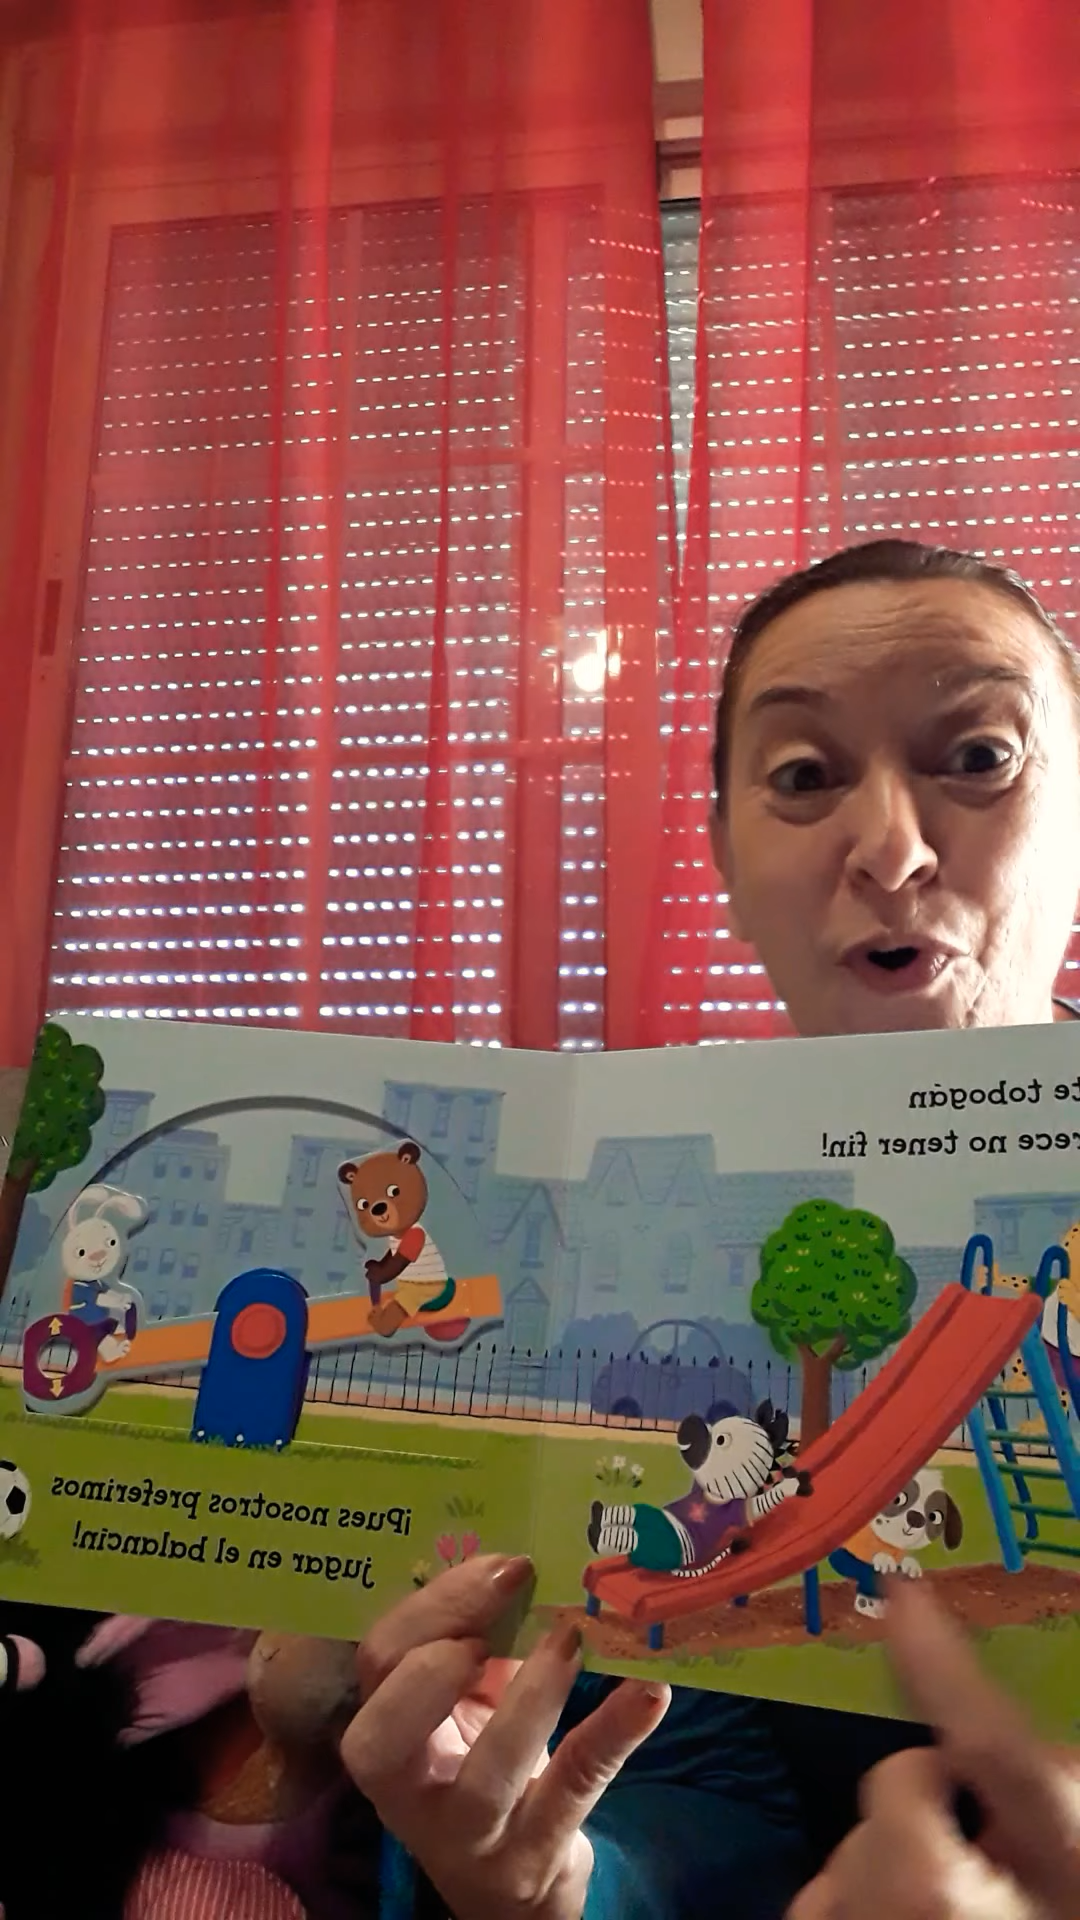 te tobogán
rece no tener fin!
¡Pues nosotros preferimos
jugar en el balancín!